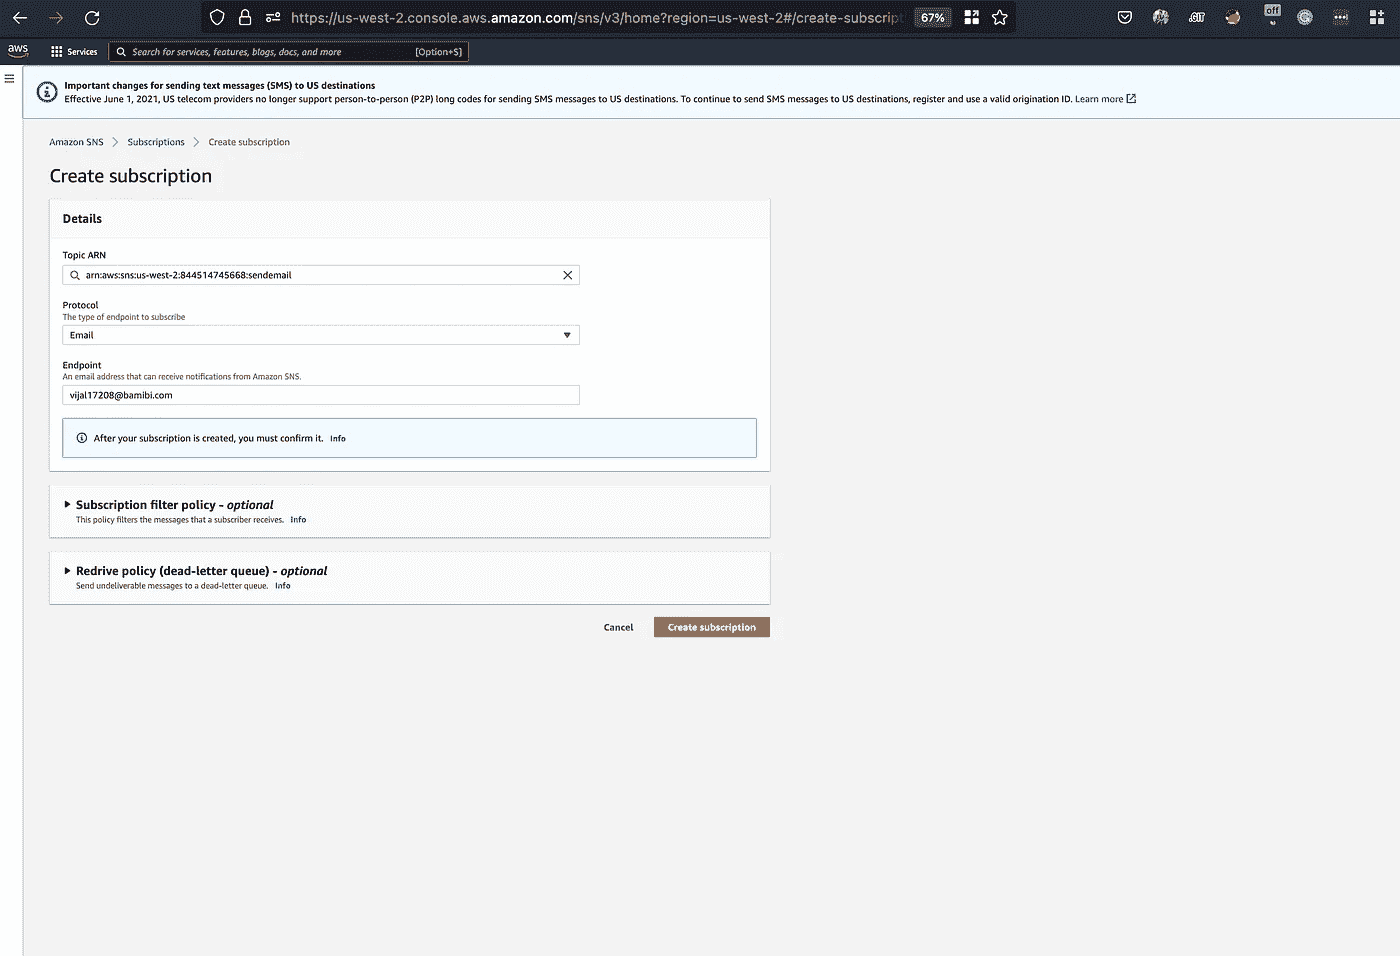 https://us-west-2.console.aws.amazon.com/sns/v3/home?region=us-west-2#/create-subscript
67%
off
aws
Services
Search for services, features, blogs, docs, and more
[Option+S]
Important changes for sending text messages (SMS) to US destinations
Effective June 1, 2021, US telecom providers no longer support person-to-person (P2P) long codes for sending SMS messages to US destinations. To continue to send SMS messages to US destinations, register and use a valid origination ID. Learn more
Amazon SNS
Subscriptions
Create subscription
Create subscription
Details
Topic ARN
arn:aws:sns:us-west-2:844514745668:sendemail
Protocol
The type of endpoint to subscribe
Email
Endpoint
An email address that can receive notifications from Amazon SNS.
vijal17208@bamibi.com
After your subscription is created, you must confirm it. Info
Subscription filter policy - optional
This policy filters the messages that a subscriber receives. Info
Redrive policy (dead-letter queue) - optional
Send undeliverable messages to a dead-letter queue. Info
Cancel
Create subscription